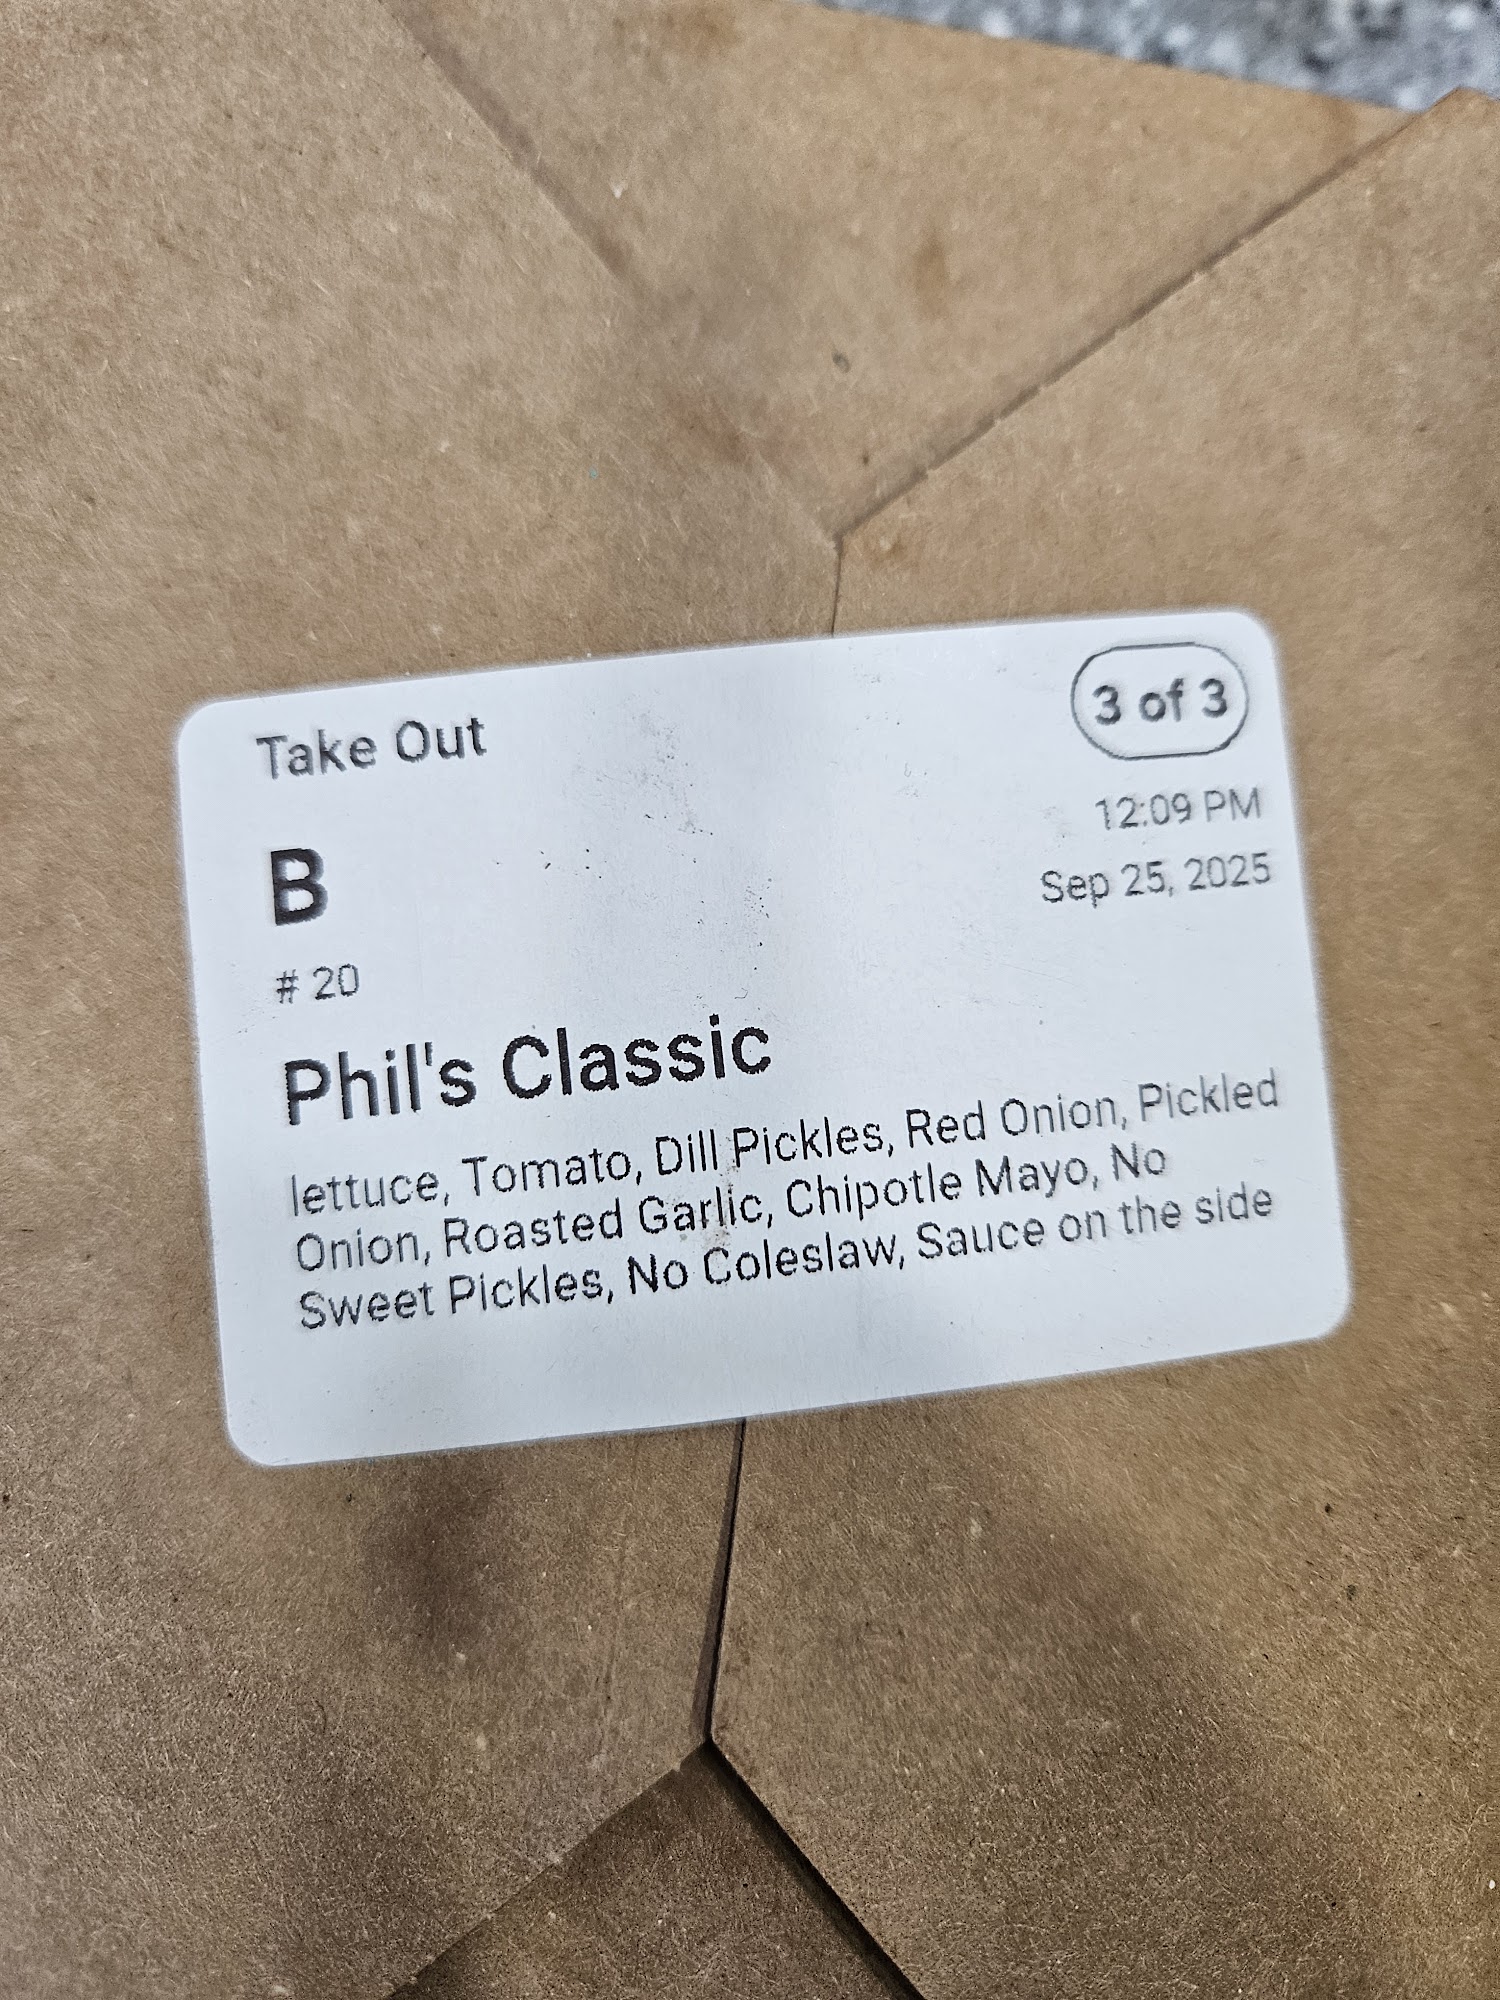 Take Out
3 of 3
12:09 PM
Sep 25, 2025
B
# 20
Phil's Classic
lettuce, Tomato, Dill Pickles, Red Onion, Pickled
Onion, Roasted Garlic, Chipotle Mayo, No
Sweet Pickles, No Coleslaw, Sauce on the side